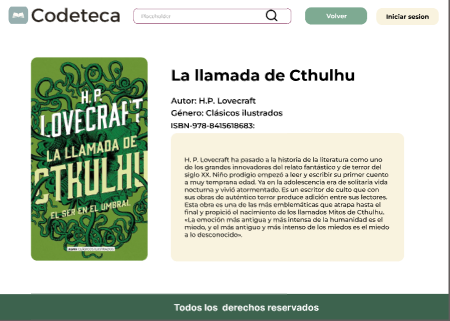 Codeteca
Placeholder
Volver
Iniciar sesion
La llamada de Cthulhu
Autor: H.P. Lovecraft
Género: Clásicos ilustrados
ISBN-978-8415618683:
H.P.
LOVECRAFT
LA LLAMADA DE
CTHULHU
EL SER EN EL UMBRAL
CLÁSICOS ILUSTRADOS
H. P. Lovecraft ha pasado a la historia de la literatura como uno
de los grandes innovadores del relato fantástico y de terror del
siglo XX. Niño prodigio empezó a leer y escribir su primer cuento
a muy temprana edad. Ya en la adolescencia era de solitaria vida
nocturna y vivió atormentado. Es un escritor de culto que con
sus obras de auténtico terror produce adición entre sus lectores.
Esta obra es una de las más emblemáticas que atrapa hasta el
final y propició el nacimiento de los llamados Mitos de Cthulhu.
«La emoción más antigua y más intensa de la humanidad es el
miedo, y el más antiguo y más intenso de los miedos es el miedo
a lo desconocido».
Todos los derechos reservados